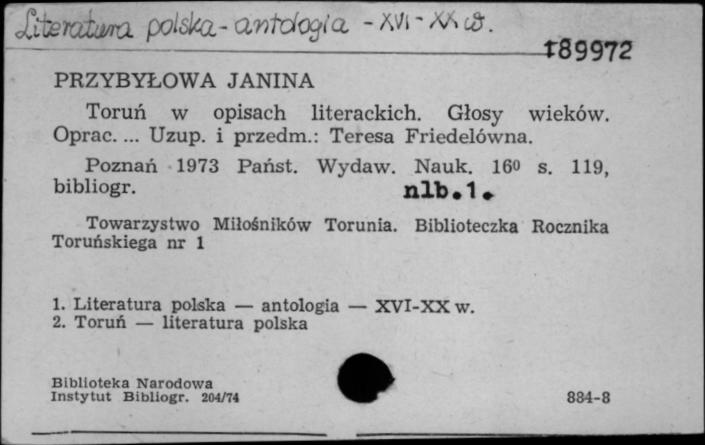 Literatura polska - antologia - XVI - XX w.
189972
PRZYBYŁOWA JANINA
Toruń w opisach literackich. Głosy wieków.
Oprac. ... Uzup. i przedm.: Teresa Friedelówna.
Poznań 1973 Państ. Wydaw. Nauk. 16⁰ s. 119,
bibliogr. nlb.1.
Towarzystwo Miłośników Torunia. Biblioteczka Rocznika
Toruńskiega nr 1
1. Literatura polska — antologia — XVI-XX w.
2. Toruń — literatura polska
Biblioteka Narodowa
Instytut Bibliogr. 204/74
884-8